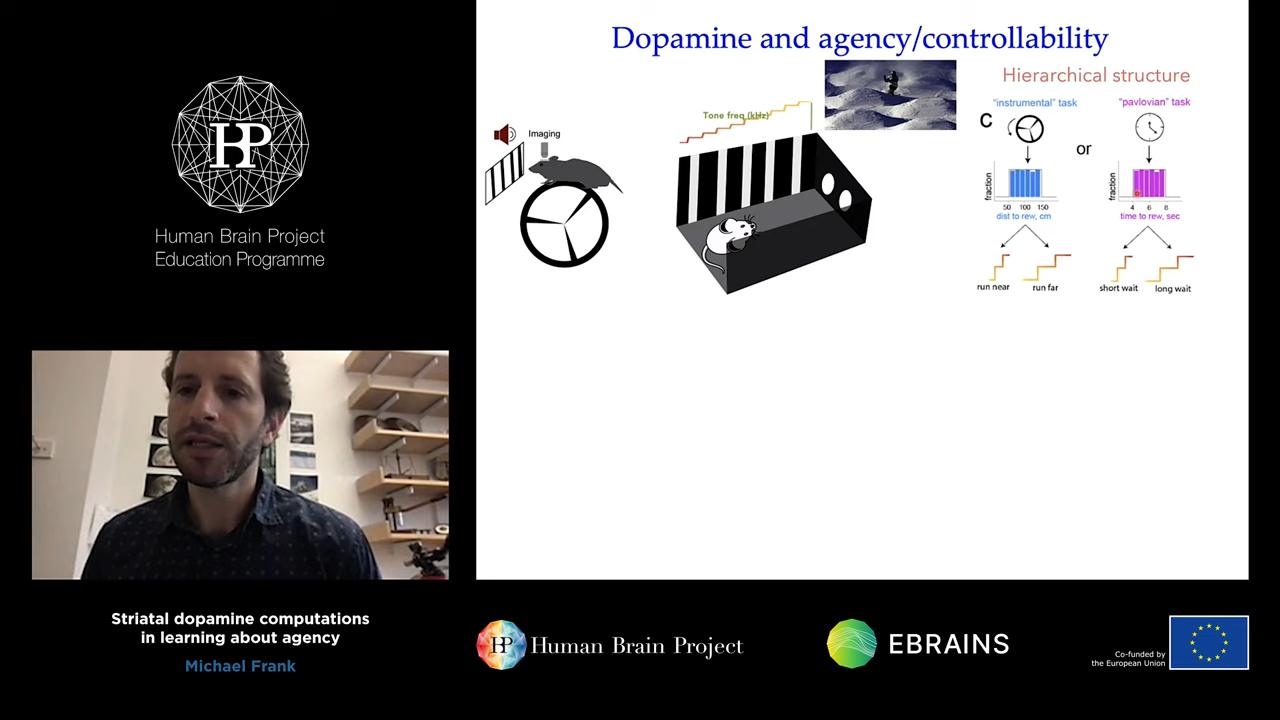 HBP
Human Brain Project
Education Programme
Striatal dopamine computations
in learning about agency
Michael Frank
Dopamine and agency/controllability
Imaging
Tone freq (kHz)
Hierarchical structure
"instrumental" task
"pavlovian" task
C
or
fraction
50 100 150
dist to rew, cm
fraction
4 6 8
time to rew, sec
run near
run far
short wait
long wait
HBP
Human Brain Project
EBRAINS
Co-funded by
the European Union